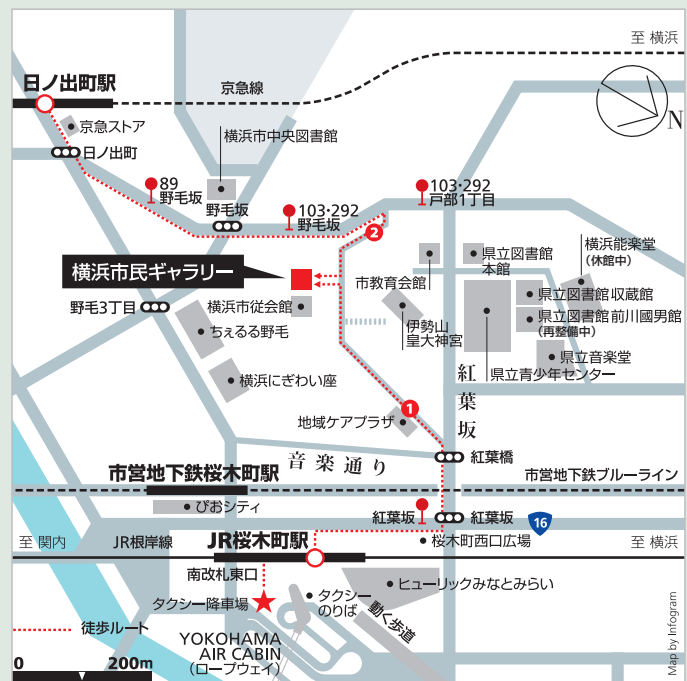 至 横浜
日ノ出町駅
京急線
N
京急ストア
横浜市中央図書館
日ノ出町
89
野毛坂
野毛坂
103・292
野毛坂
103・292
戸部1丁目
2
横浜能楽堂
(休館中)
県立図書館
本館
市教育会館
横浜市民ギャラリー
県立図書館収蔵館
野毛3丁目
横浜市従会館
伊勢山
皇大神宮
県立図書館 前川國男館
(再整備中)
ちぇるる野毛
県立音楽堂
県立青少年センター
横浜にぎわい座
紅葉坂
1
地域ケアプラザ
音楽通り
紅葉橋
市営地下鉄桜木町駅
市営地下鉄ブルーライン
ぴおシティ
紅葉坂
紅葉坂
16
至 関内
JR根岸線
JR桜木町駅
桜木町西口広場
至 横浜
南改札東口
ヒューリックみなとみらい
タクシー降車場
タクシー
のりば
動く歩道
徒歩ルート
YOKOHAMA
AIR CABIN
(ロープウェイ)
0
200m
Map by Infogram